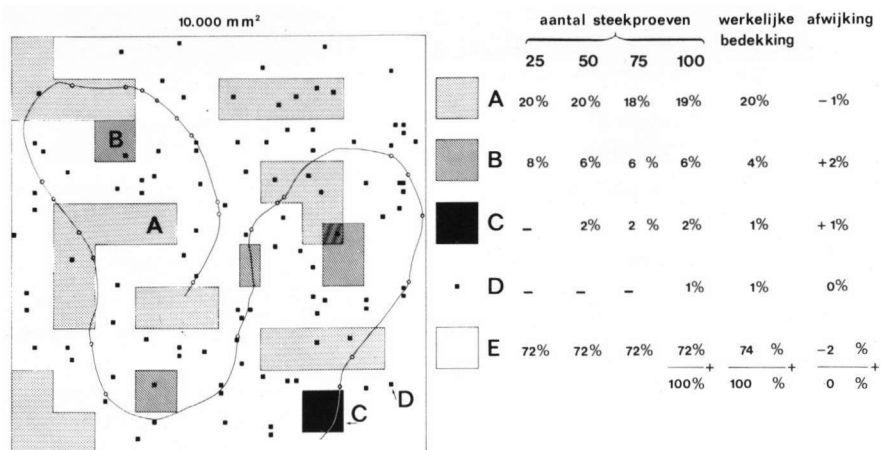 10.000 mm²
B
A
C
D
aantal steekproeven werkelijke bedekking afwijking
25 50 75 100
A 20% 20% 18% 19% 20% −1%
B 8% 6% 6 % 6% 4% +2%
C – 2% 2 % 2% 1% +1%
D – – – 1% 1% 0%
E 72% 72% 72% 72% 74 % −2 %
+ + +
100% 100 % 0 %